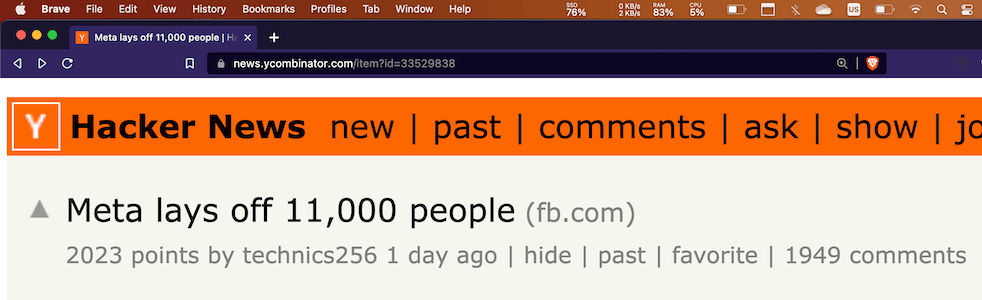 Brave File Edit View History Bookmarks Profiles Tab Window Help SSD 76% 0 KB/s 2 KB/s RAM 83% CPU 5% US
Y Meta lays off 11,000 people | Ha
news.ycombinator.com/item?id=33529838
Y Hacker News new | past | comments | ask | show | jo
Meta lays off 11,000 people (fb.com)
2023 points by technics256 1 day ago | hide | past | favorite | 1949 comments